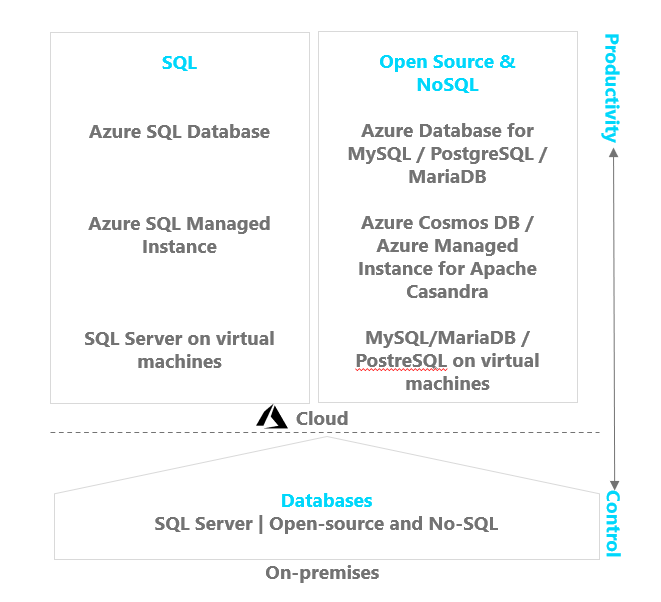 SQL
Azure SQL Database
Azure SQL Managed
Instance
SQL Server on virtual
machines
Open Source &
NoSQL
Azure Database for
MySQL / PostgreSQL /
MariaDB
Azure Cosmos DB /
Azure Managed
Instance for Apache
Casandra
MySQL/MariaDB /
PostreSQL on virtual
machines
Productivity
Control
Cloud
Databases
SQL Server | Open-source and No-SQL
On-premises